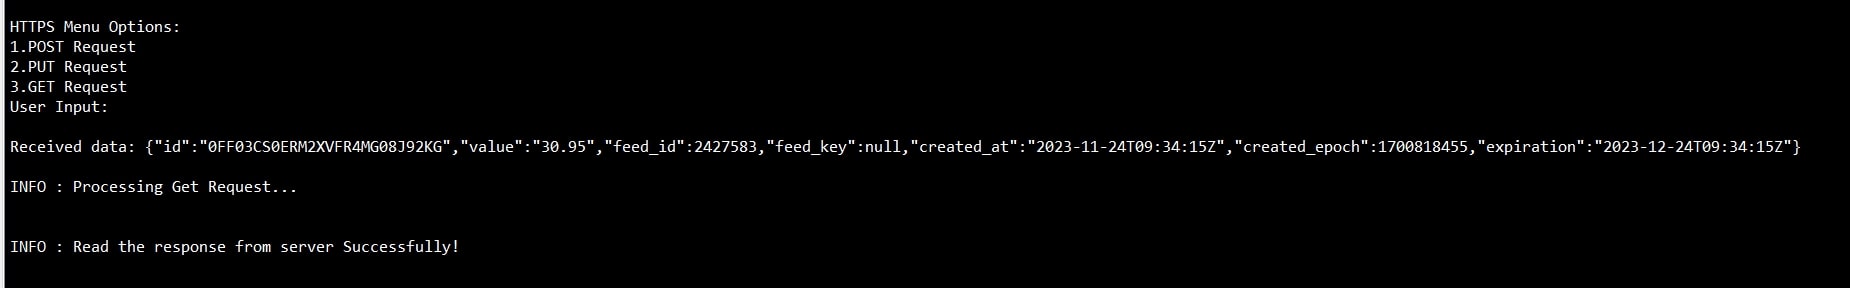 HTTPS Menu Options:
1.POST Request
2.PUT Request
3.GET Request
User Input:
Received data: {"id":"0FF03CS0ERM2XVFR4MG08J92KG","value":"30.95","feed_id":2427583,"feed_key":null,"created_at":"2023-11-24T09:34:15Z","created_epoch":1700818455,"expiration":"2023-12-24T09:34:15Z"}
INFO : Processing Get Request...
INFO : Read the response from server Successfully!